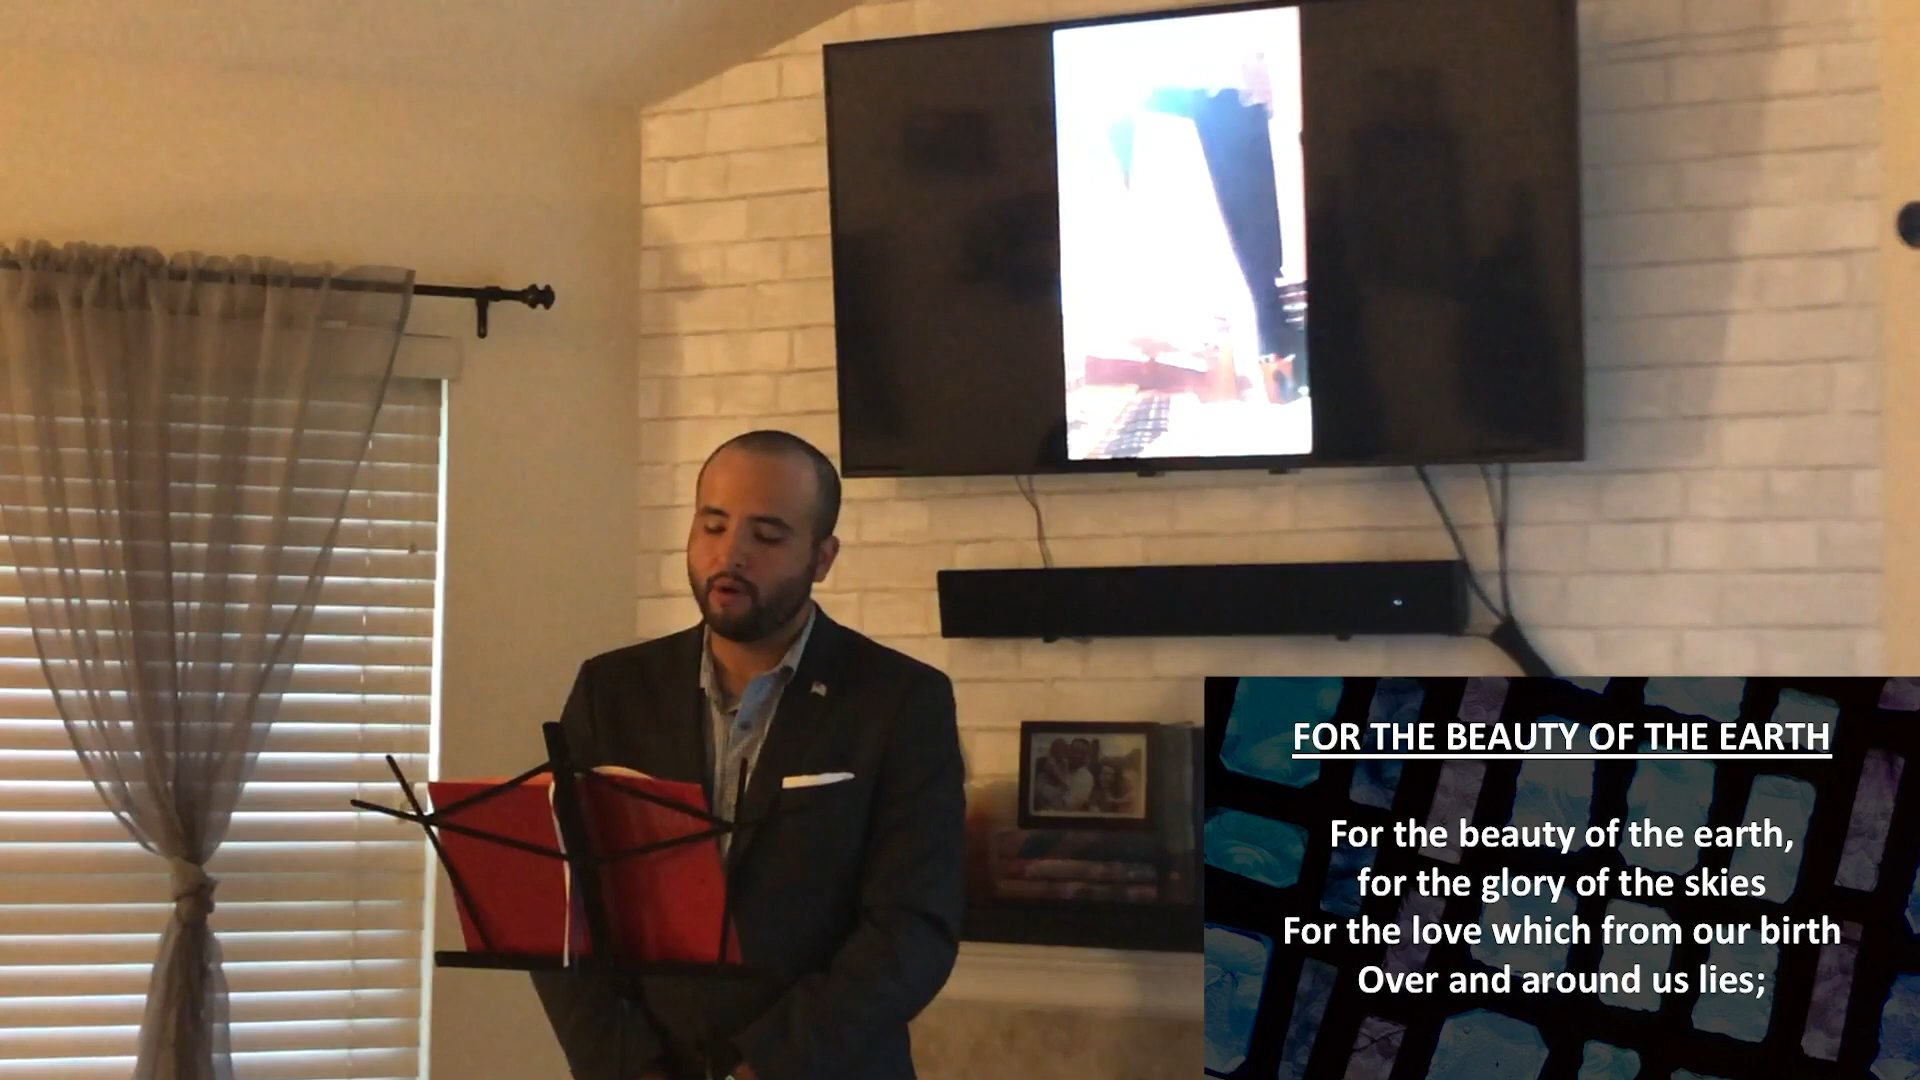 FOR THE BEAUTY OF THE EARTH
For the beauty of the earth,
for the glory of the skies
For the love which from our birth
Over and around us lies;